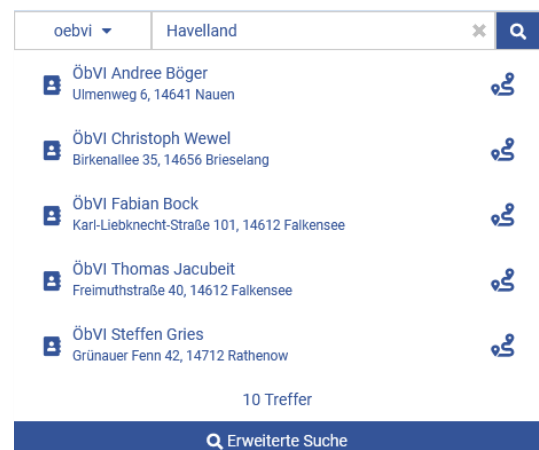 oebvi Havelland
ÖbVI Andree Böger
Ulmenweg 6, 14641 Nauen
ÖbVI Christoph Wewel
Birkenallee 35, 14656 Brieselang
ÖbVI Fabian Bock
Karl-Liebknecht-Straße 101, 14612 Falkensee
ÖbVI Thomas Jacubeit
Freimuthstraße 40, 14612 Falkensee
ÖbVI Steffen Gries
Grünauer Fenn 42, 14712 Rathenow
10 Treffer
Erweiterte Suche